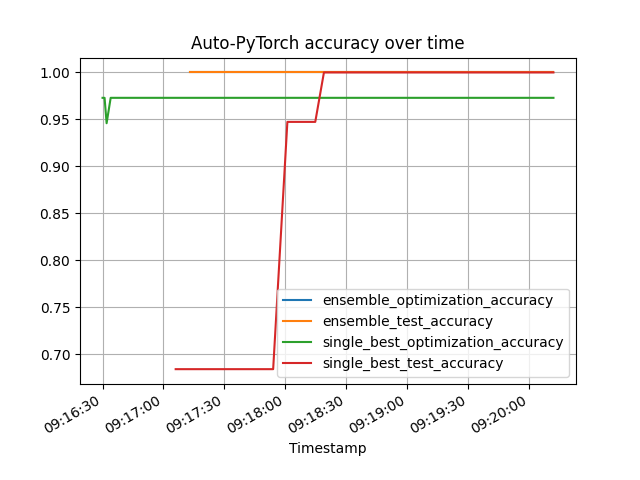 Auto-PyTorch accuracy over time
1.00
0.95
0.90
0.85
0.80
0.75
0.70
ensemble_optimization_accuracy
ensemble_test_accuracy
single_best_optimization_accuracy
single_best_test_accuracy
09:16:30
09:17:00
09:17:30
09:18:00
09:18:30
09:19:00
09:19:30
09:20:00
Timestamp